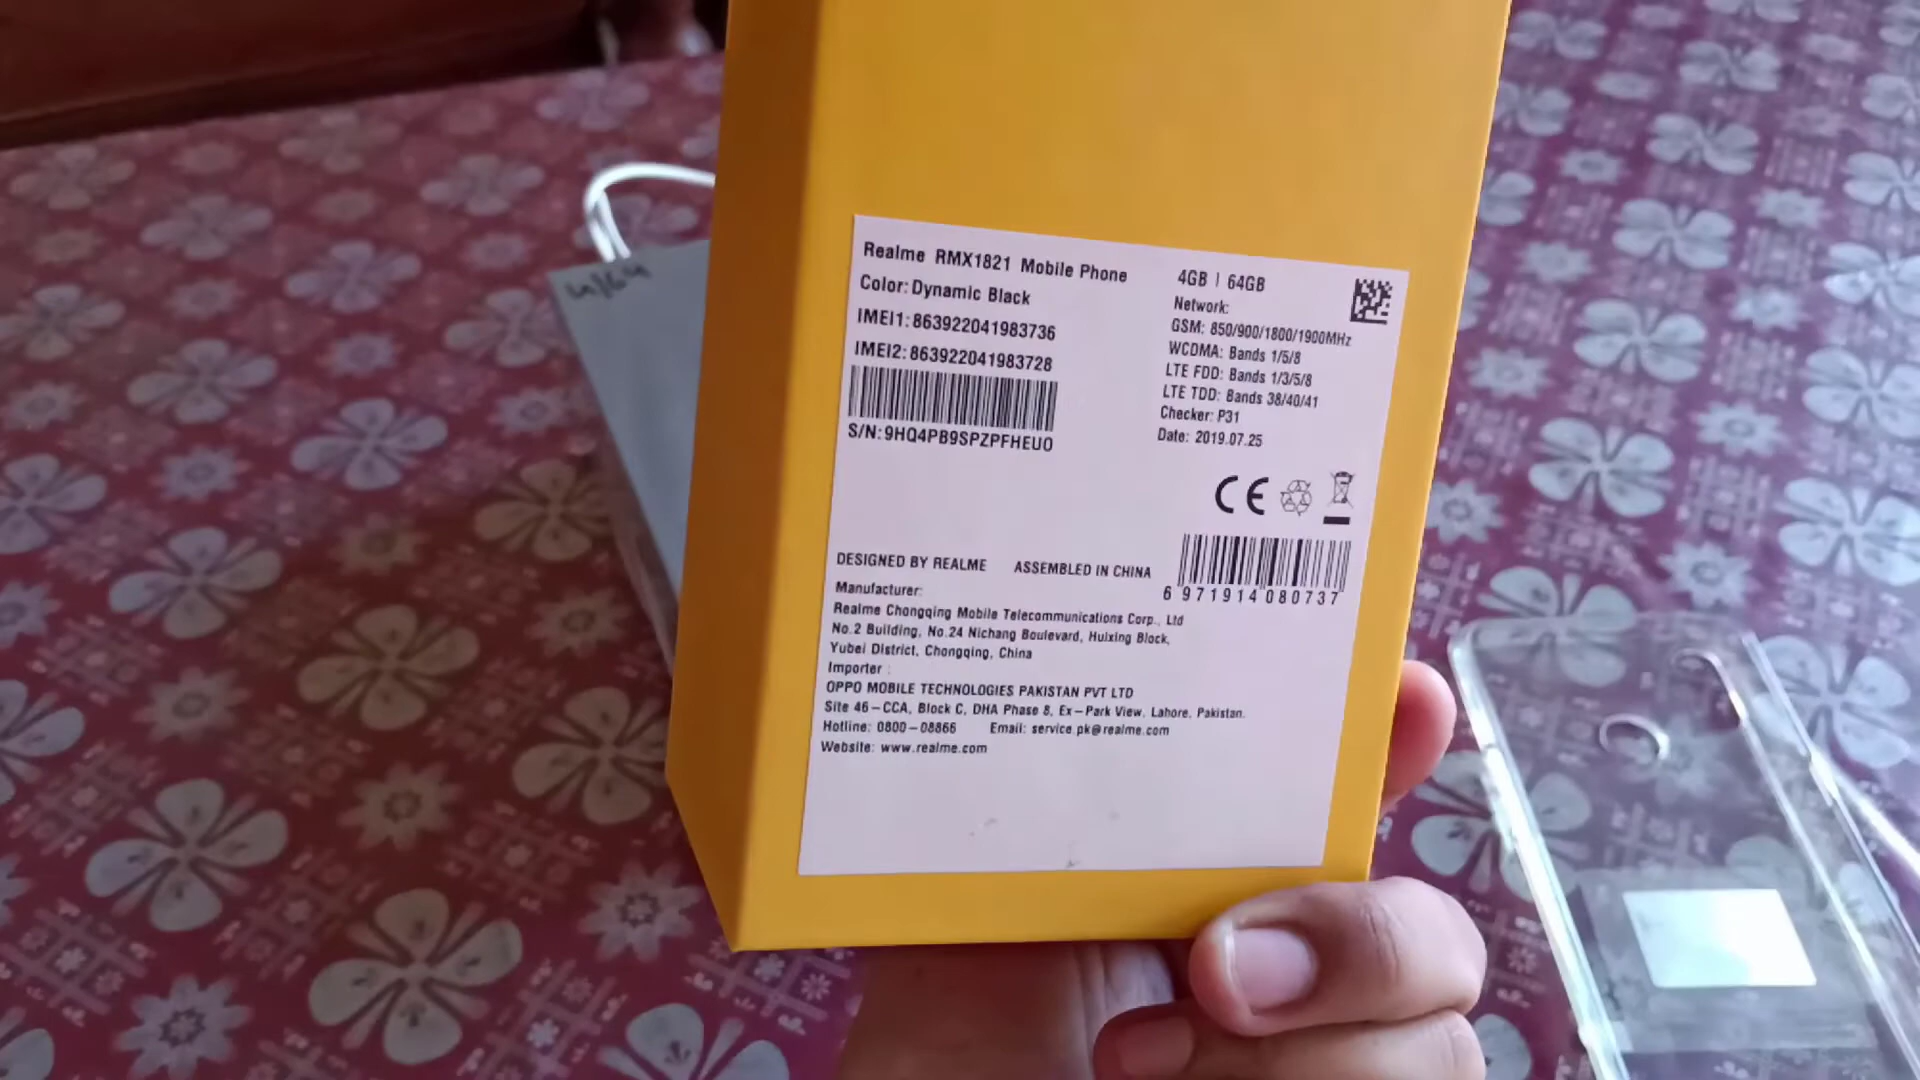 Realme RMX1821 Mobile Phone
Color: Dynamic Black
IMEI1: 863922041983736
IMEI2: 863922041983728
S/N: 9HQ4PB9SPZPFHEUO
4GB | 64GB
Network:
GSM: 850/900/1800/1900MHz
WCDMA: Bands 1/5/8
LTE FDD: Bands 1/3/5/8
LTE TDD: Bands 38/40/41
Checker: P31
Date: 2019.07.25
CE
6 971914 080737
DESIGNED BY REALME ASSEMBLED IN CHINA
Manufacturer:
Realme Chongqing Mobile Telecommunications Corp., Ltd
No.2 Building, No.24 Nichang Boulevard, Huixing Block,
Yubei District, Chongqing, China
Importer :
OPPO MOBILE TECHNOLOGIES PAKISTAN PVT LTD
Site 46-CCA, Block C, DHA Phase 8, Ex-Park View, Lahore, Pakistan.
Hotline: 0800-08866 Email: service.pk@realme.com
Website: www.realme.com
4/64